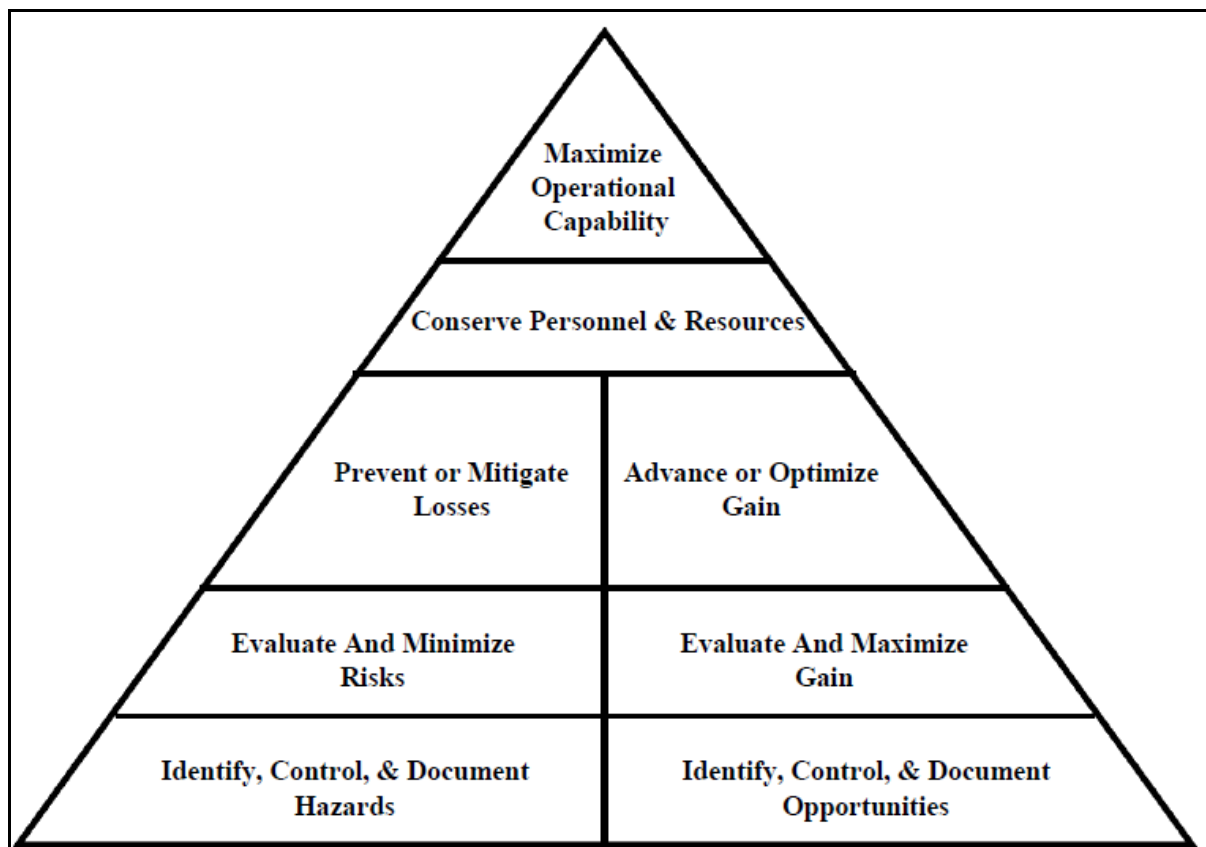 Maximize
Operational
Capability
Conserve Personnel & Resources
Prevent or Mitigate
Losses
Advance or Optimize
Gain
Evaluate And Minimize
Risks
Evaluate And Maximize
Gain
Identify, Control, & Document
Hazards
Identify, Control, & Document
Opportunities